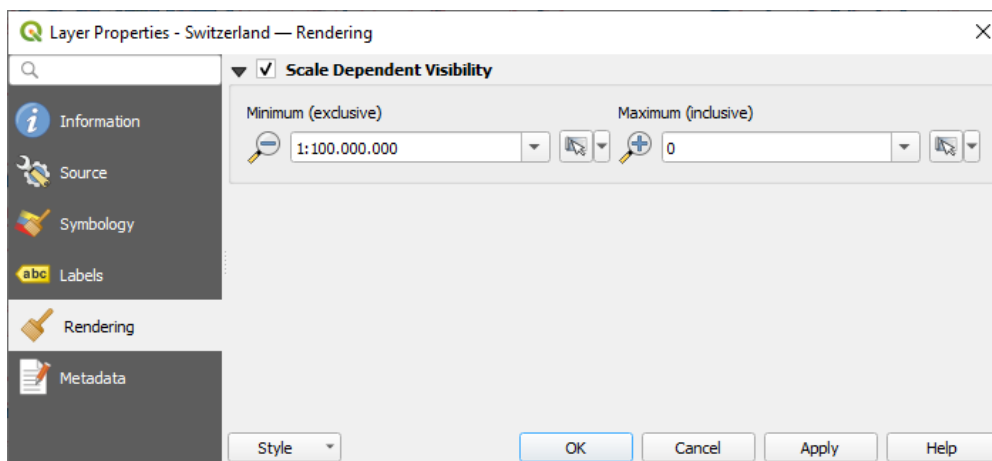 Layer Properties - Switzerland — Rendering
Scale Dependent Visibility
Information
Source
Symbology
abc Labels
Rendering
Metadata
Minimum (exclusive)
Maximum (inclusive)
1:100.000.000
0
Style
OK
Cancel
Apply
Help